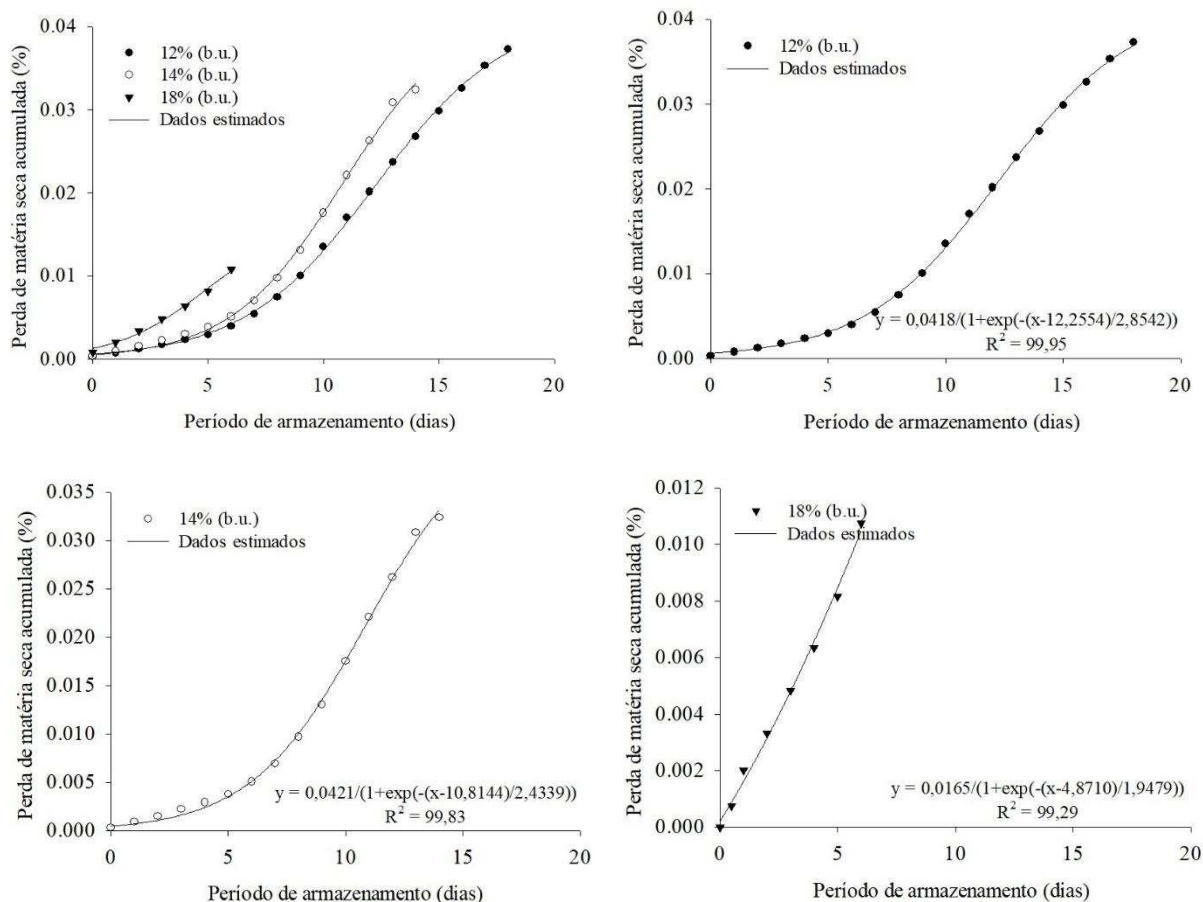 0.04
0.03
0.02
0.01
0.00
0
5
10
15
20
Perda de matéria seca acumulada (%)
12% (b.u.)
14% (b.u.)
18% (b.u.)
Dados estimados
Período de armazenamento (dias)
0.04
0.03
0.02
0.01
0.00
0
5
10
15
20
Perda de matéria seca acumulada (%)
12% (b.u.)
Dados estimados
y = 0,0418/(1+exp(-(x-12,2554)/2,8542))
R² = 99,95
Período de armazenamento (dias)
0.035
0.030
0.025
0.020
0.015
0.010
0.005
0.000
0
5
10
15
20
Perda de matéria seca acumulada (%)
14% (b.u.)
Dados estimados
y = 0,0421/(1+exp(-(x-10,8144)/2,4339))
R² = 99,83
Período de armazenamento (dias)
0.012
0.010
0.008
0.006
0.004
0.002
0.000
0
5
10
15
20
Perda de matéria seca acumulada (%)
18% (b.u.)
Dados estimados
y = 0,0165/(1+exp(-(x-4,8710)/1,9479))
R² = 99,29
Período de armazenamento (dias)